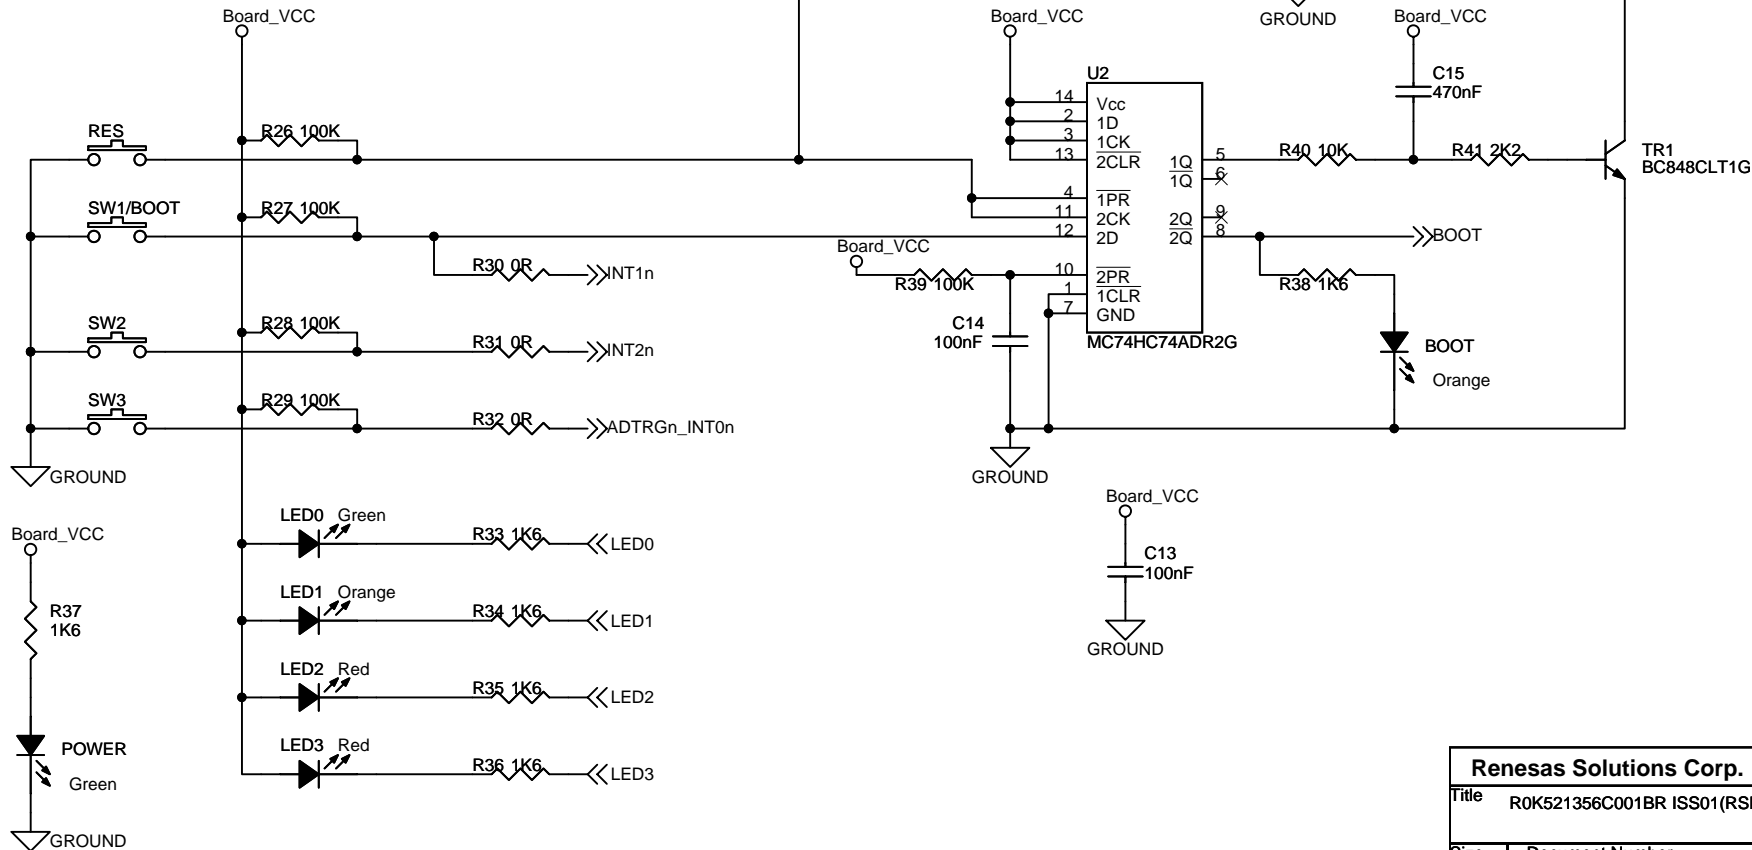 Board_VCC
Board_VCC
GROUND
Board_VCC
U2
C15
470nF
14 Vcc
2 1D
3 1CK
13 2CLR
1Q 5
1Q 6
4 1PR
11 2CK
12 2D
2Q 9
2Q 8
10 2PR
1 1CLR
7 GND
MC74HC74ADR2G
RES
R26 100K
SW1/BOOT
R27 100K
R30 0R
INT1n
SW2
R28 100K
R31 0R
INT2n
SW3
R29 100K
R32 0R
ADTRGn_INT0n
GROUND
R40 10K
R41 2K2
TR1
BC848CLT1G
Board_VCC
R39 100K
C14
100nF
BOOT
R38 1K6
BOOT
Orange
GROUND
Board_VCC
C13
100nF
GROUND
LED0 Green
R33 1K6
LED0
LED1 Orange
R34 1K6
LED1
LED2 Red
R35 1K6
LED2
LED3 Red
R36 1K6
LED3
Board_VCC
R37
1K6
POWER
Green
GROUND
Renesas Solutions Corp.
Title R0K521356C001BR ISS01(RS
Document Number